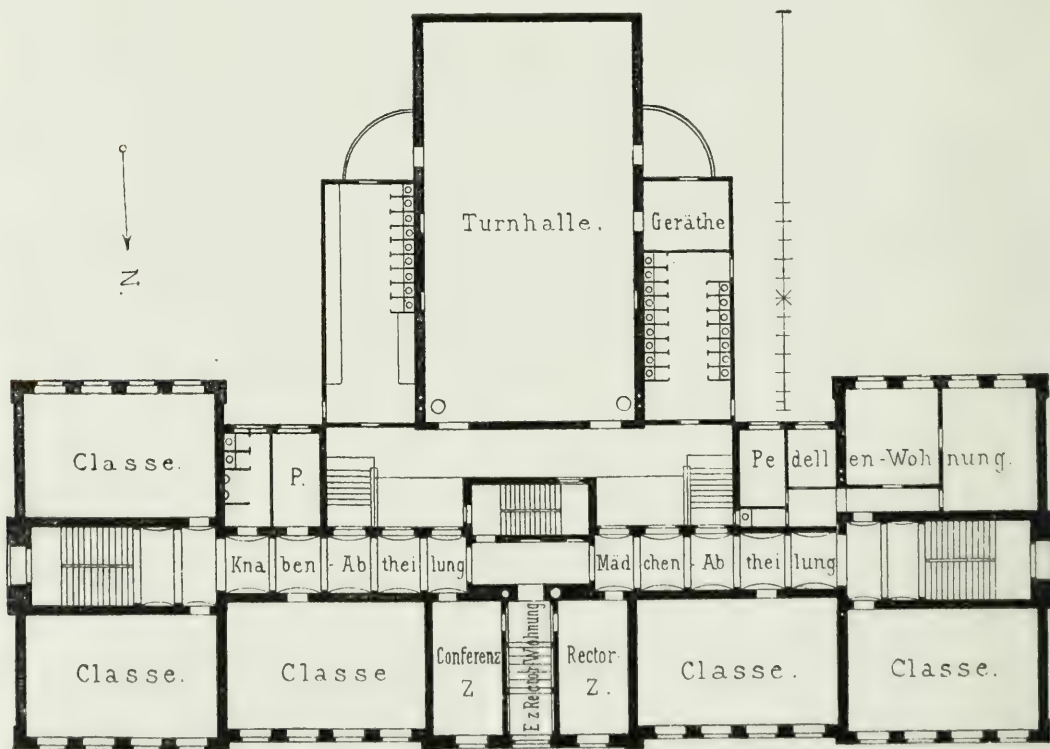 Turnhalle.
Geräthe
N.
Classe.
P.
Pe dell en-Woh nung.
Kna ben -Ab thei lung
Mäd chen -Ab thei lung
Classe.
Classe
Conferenz
Z
E z Rector-Wohnung
Rector-
Z.
Classe.
Classe.